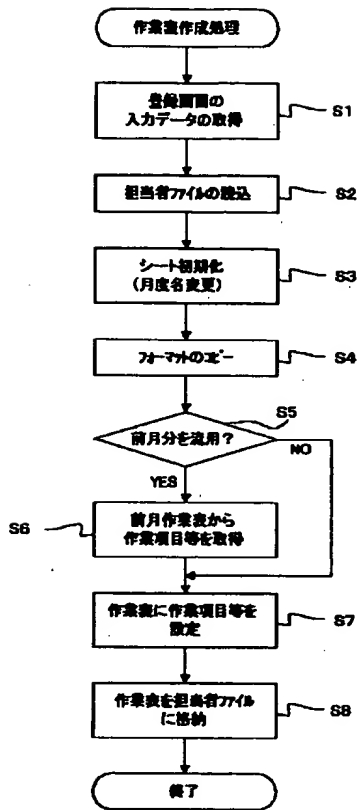 作業表作成処理
登録画面の
入力データの取得
S1
担当者ファイルの読込
S2
シート初期化
(月度名変更)
S3
フォーマットのコピー
S4
S5
前月分を流用?
NO
YES
S6
前月作業表から
作業項目等を取得
作業表に作業項目等を
設定
S7
作業表を担当者ファイル
に格納
S8
終了